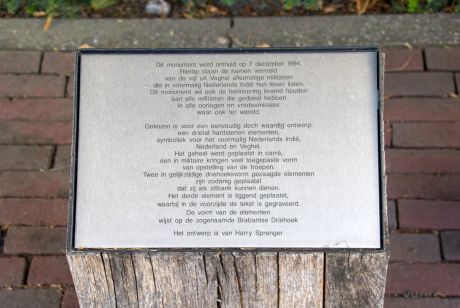 Dit monument werd onthuld op 7 december 1994.
Hierop staan de namen vermeld
van de vijf uit Veghel afkomstige militairen
die in voormalig Nederlands Indië hun leven lieten.
Dit monument wil ook de herinnering levend houden
aan alle militairen die gediend hebben
in alle oorlogen en vredesmissies
waar ook ter wereld.
Gekozen is voor een eenvoudig doch waardig ontwerp:
een drietal hardstenen elementen,
symboliek voor het voormalig Nederlands Indië,
Nederland en Veghel.
Het geheel werd geplaatst in carré,
een in militaire kringen veel toegepaste vorm
van opstelling van de troepen.
Twee in gelijkzijdige driehoeksvorm gezaagde elementen
zijn zodanig geplaatst
dat zij als zitbank kunnen dienen.
Het derde element is liggend geplaatst,
waarbij in de voorzijde de tekst is gegraveerd.
De vorm van de elementen
wijst op de zogenaamde Brabantse Driehoek
Het ontwerp is van Harry Sprenger